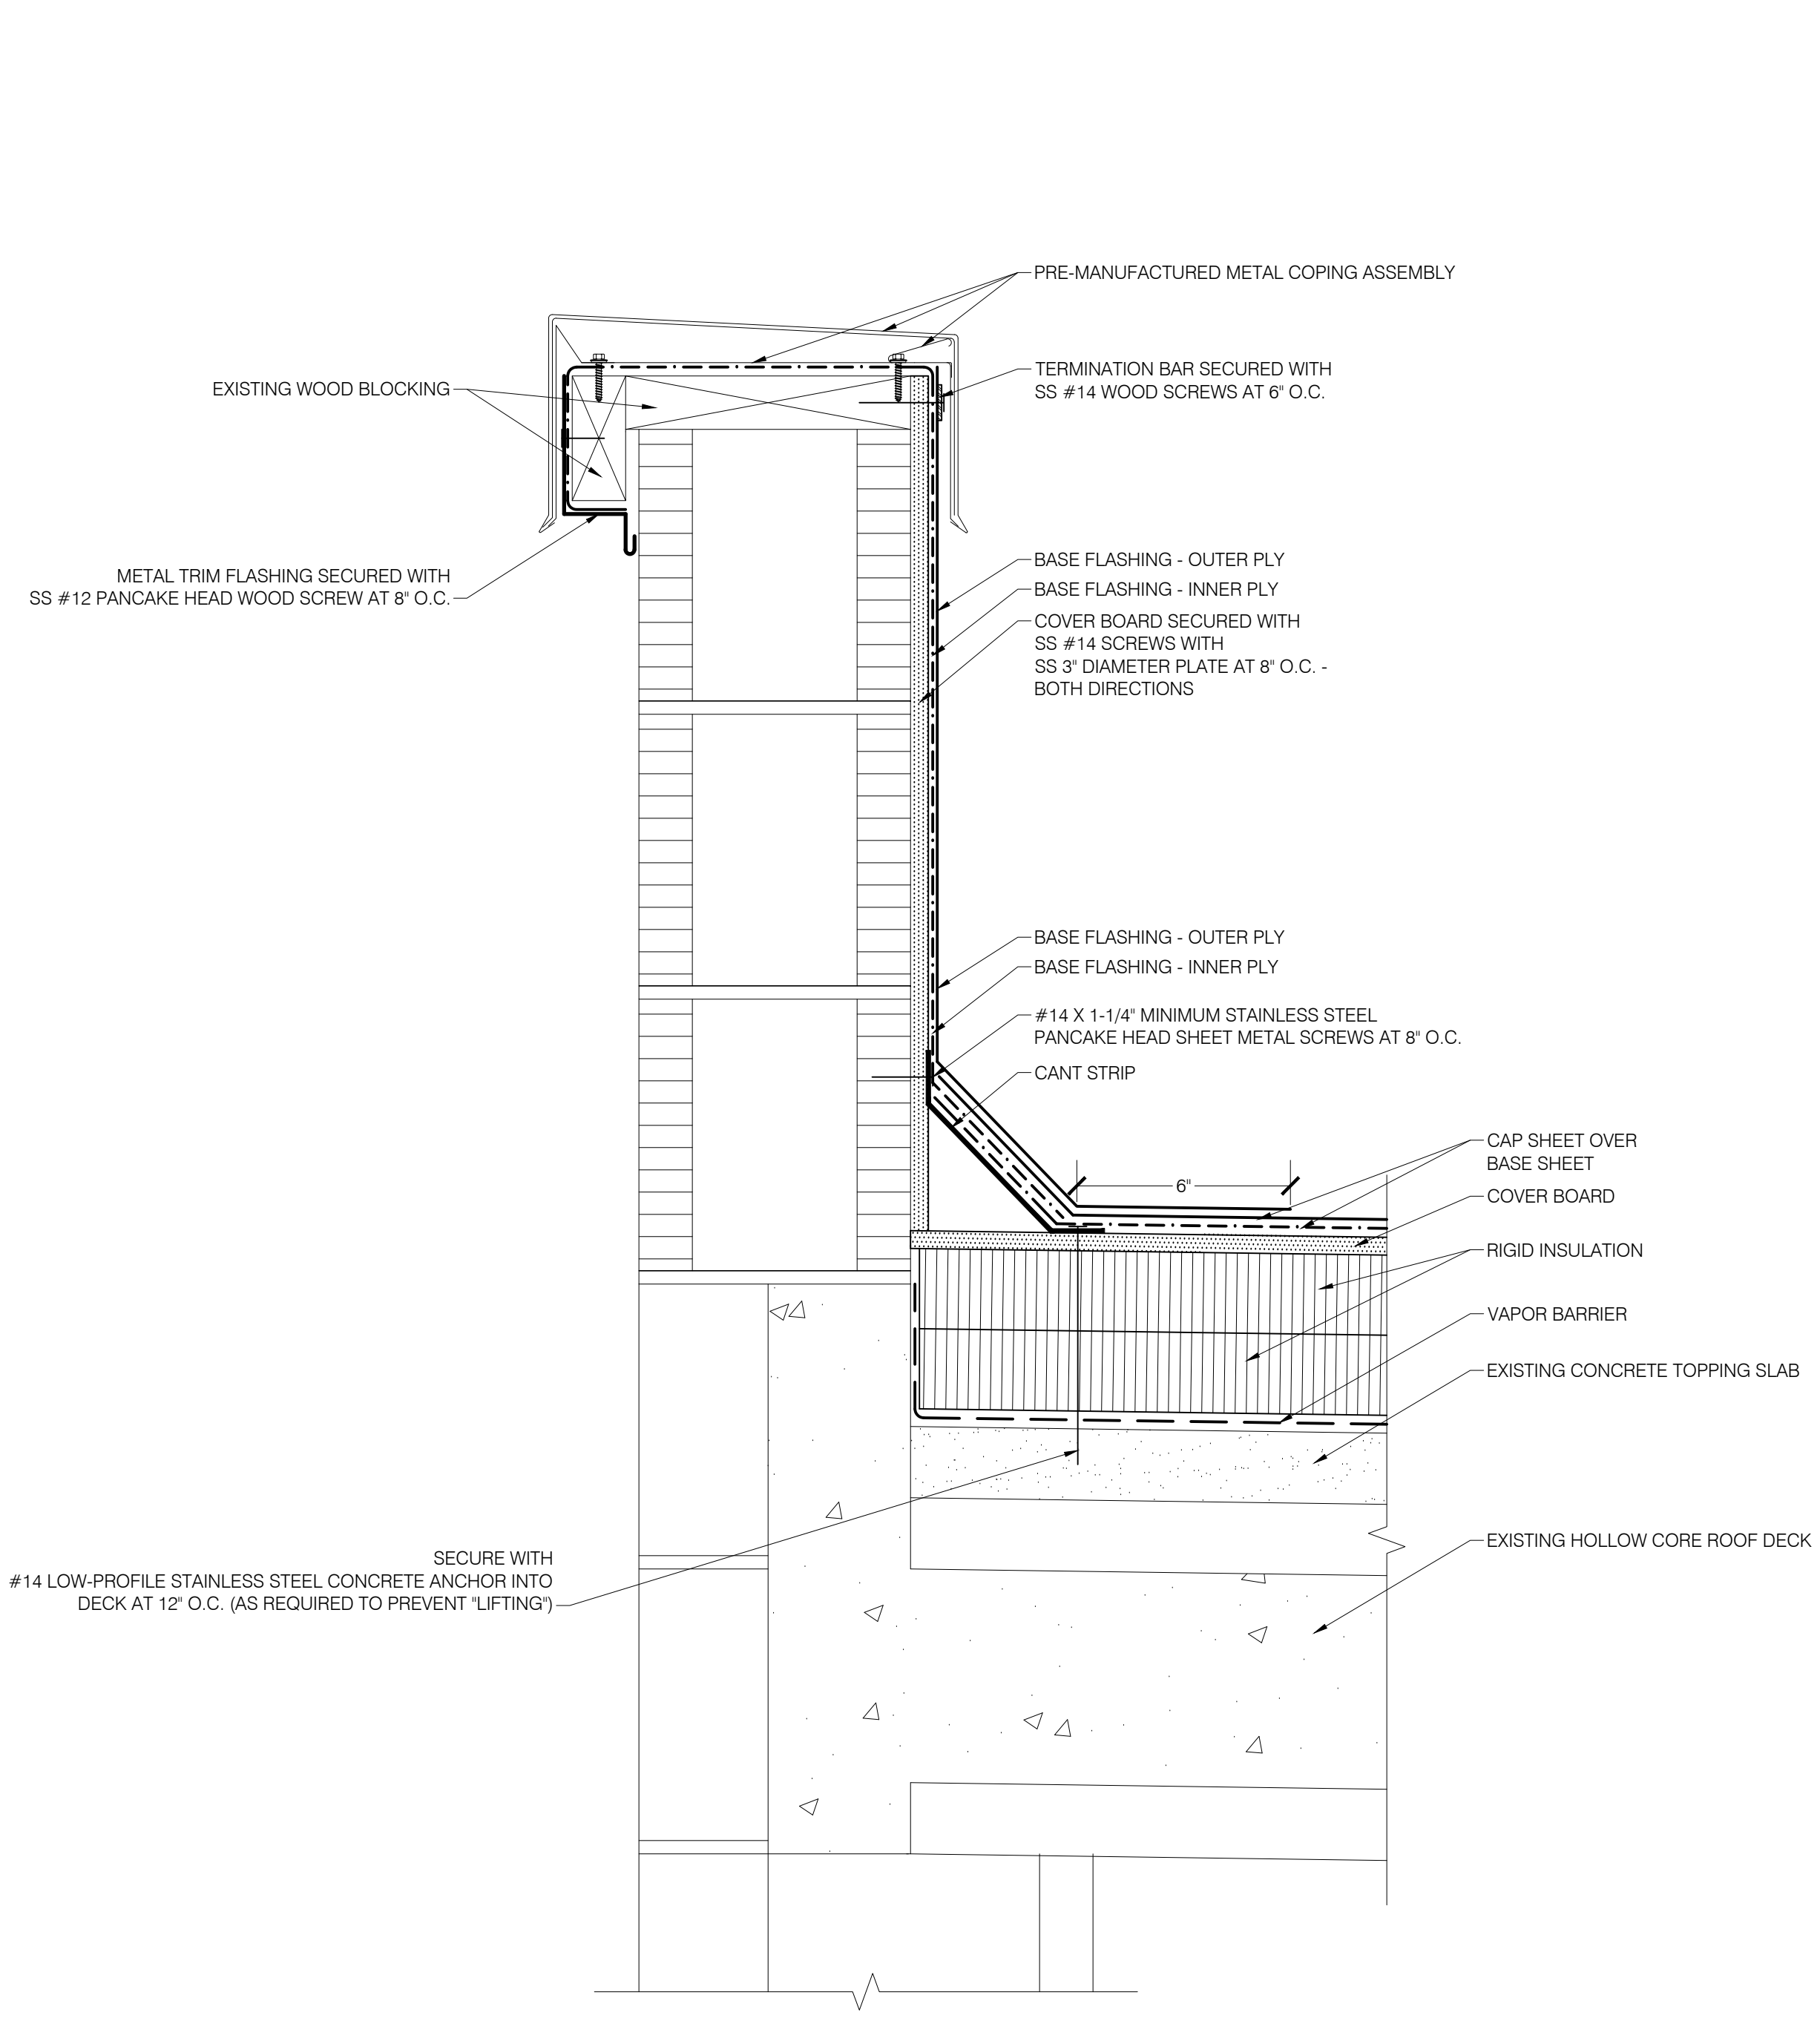 PRE-MANUFACTURED METAL COPING ASSEMBLY
TERMINATION BAR SECURED WITH
SS #14 WOOD SCREWS AT 6" O.C.
EXISTING WOOD BLOCKING
METAL TRIM FLASHING SECURED WITH
SS #12 PANCAKE HEAD WOOD SCREW AT 8" O.C.
BASE FLASHING - OUTER PLY
BASE FLASHING - INNER PLY
COVER BOARD SECURED WITH
SS #14 SCREWS WITH
SS 3" DIAMETER PLATE AT 8" O.C. -
BOTH DIRECTIONS
BASE FLASHING - OUTER PLY
BASE FLASHING - INNER PLY
#14 X 1-1/4" MINIMUM STAINLESS STEEL
PANCAKE HEAD SHEET METAL SCREWS AT 8" O.C.
CANT STRIP
6"
CAP SHEET OVER
BASE SHEET
COVER BOARD
RIGID INSULATION
VAPOR BARRIER
EXISTING CONCRETE TOPPING SLAB
EXISTING HOLLOW CORE ROOF DECK
SECURE WITH
#14 LOW-PROFILE STAINLESS STEEL CONCRETE ANCHOR INTO
DECK AT 12" O.C. (AS REQUIRED TO PREVENT "LIFTING")